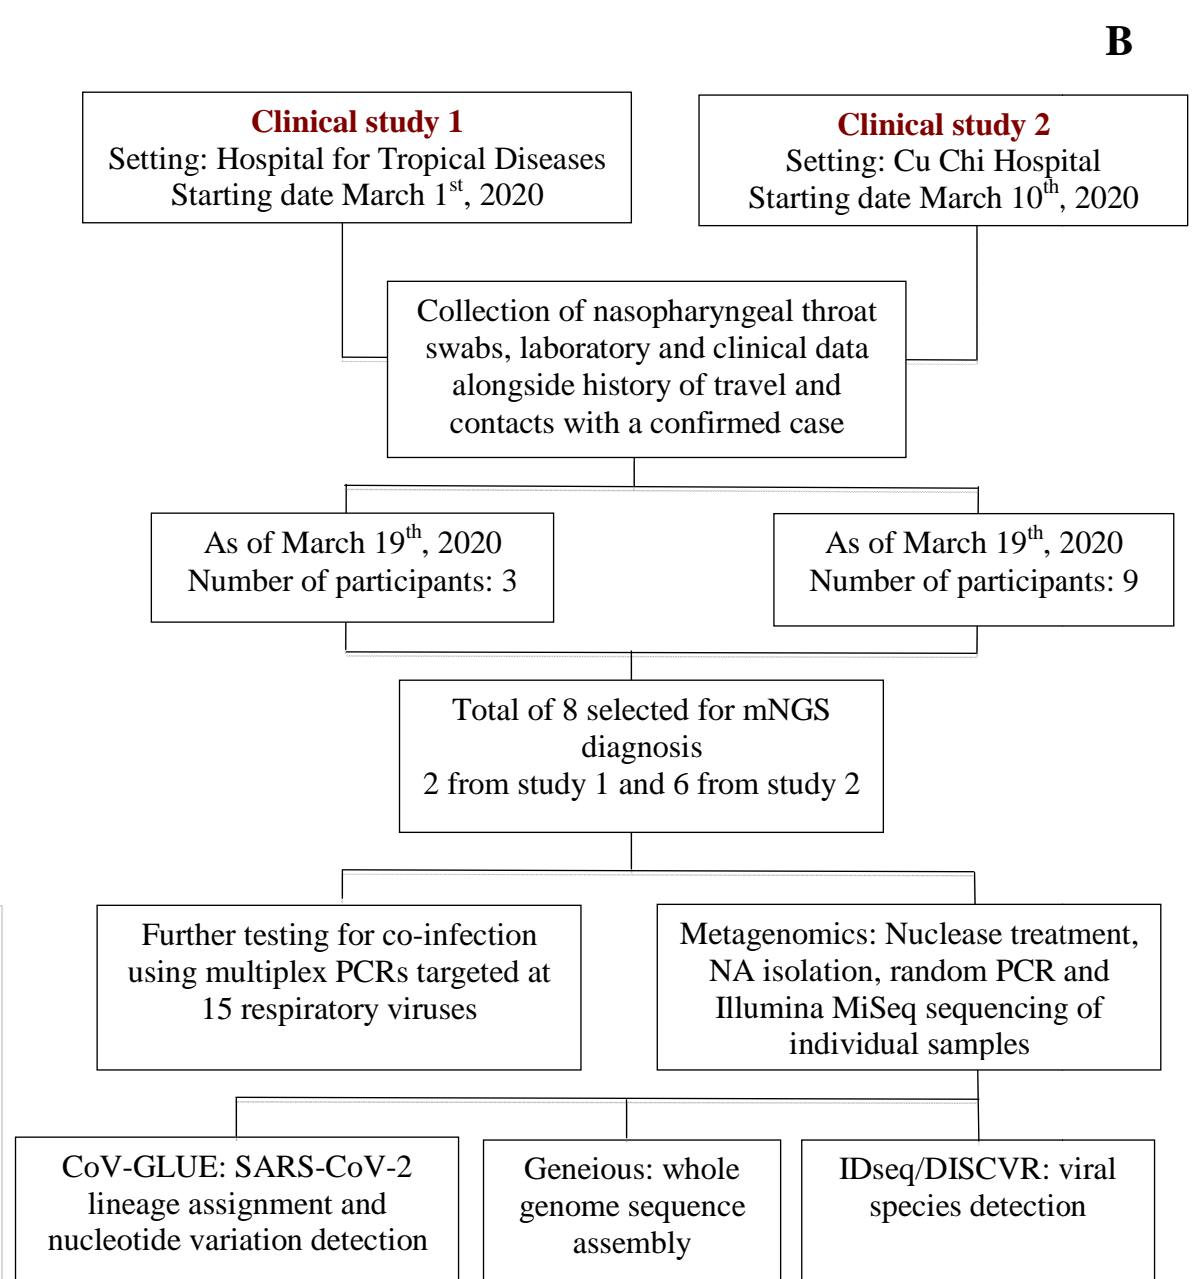 B
Clinical study 1
Setting: Hospital for Tropical Diseases
Starting date March 1st, 2020
Clinical study 2
Setting: Cu Chi Hospital
Starting date March 10th, 2020
Collection of nasopharyngeal throat
swabs, laboratory and clinical data
alongside history of travel and
contacts with a confirmed case
As of March 19th, 2020
Number of participants: 3
As of March 19th, 2020
Number of participants: 9
Total of 8 selected for mNGS
diagnosis
2 from study 1 and 6 from study 2
Further testing for co-infection
using multiplex PCRs targeted at
15 respiratory viruses
Metagenomics: Nuclease treatment,
NA isolation, random PCR and
Illumina MiSeq sequencing of
individual samples
CoV-GLUE: SARS-CoV-2
lineage assignment and
nucleotide variation detection
Geneious: whole
genome sequence
assembly
IDseq/DISCVR: viral
species detection